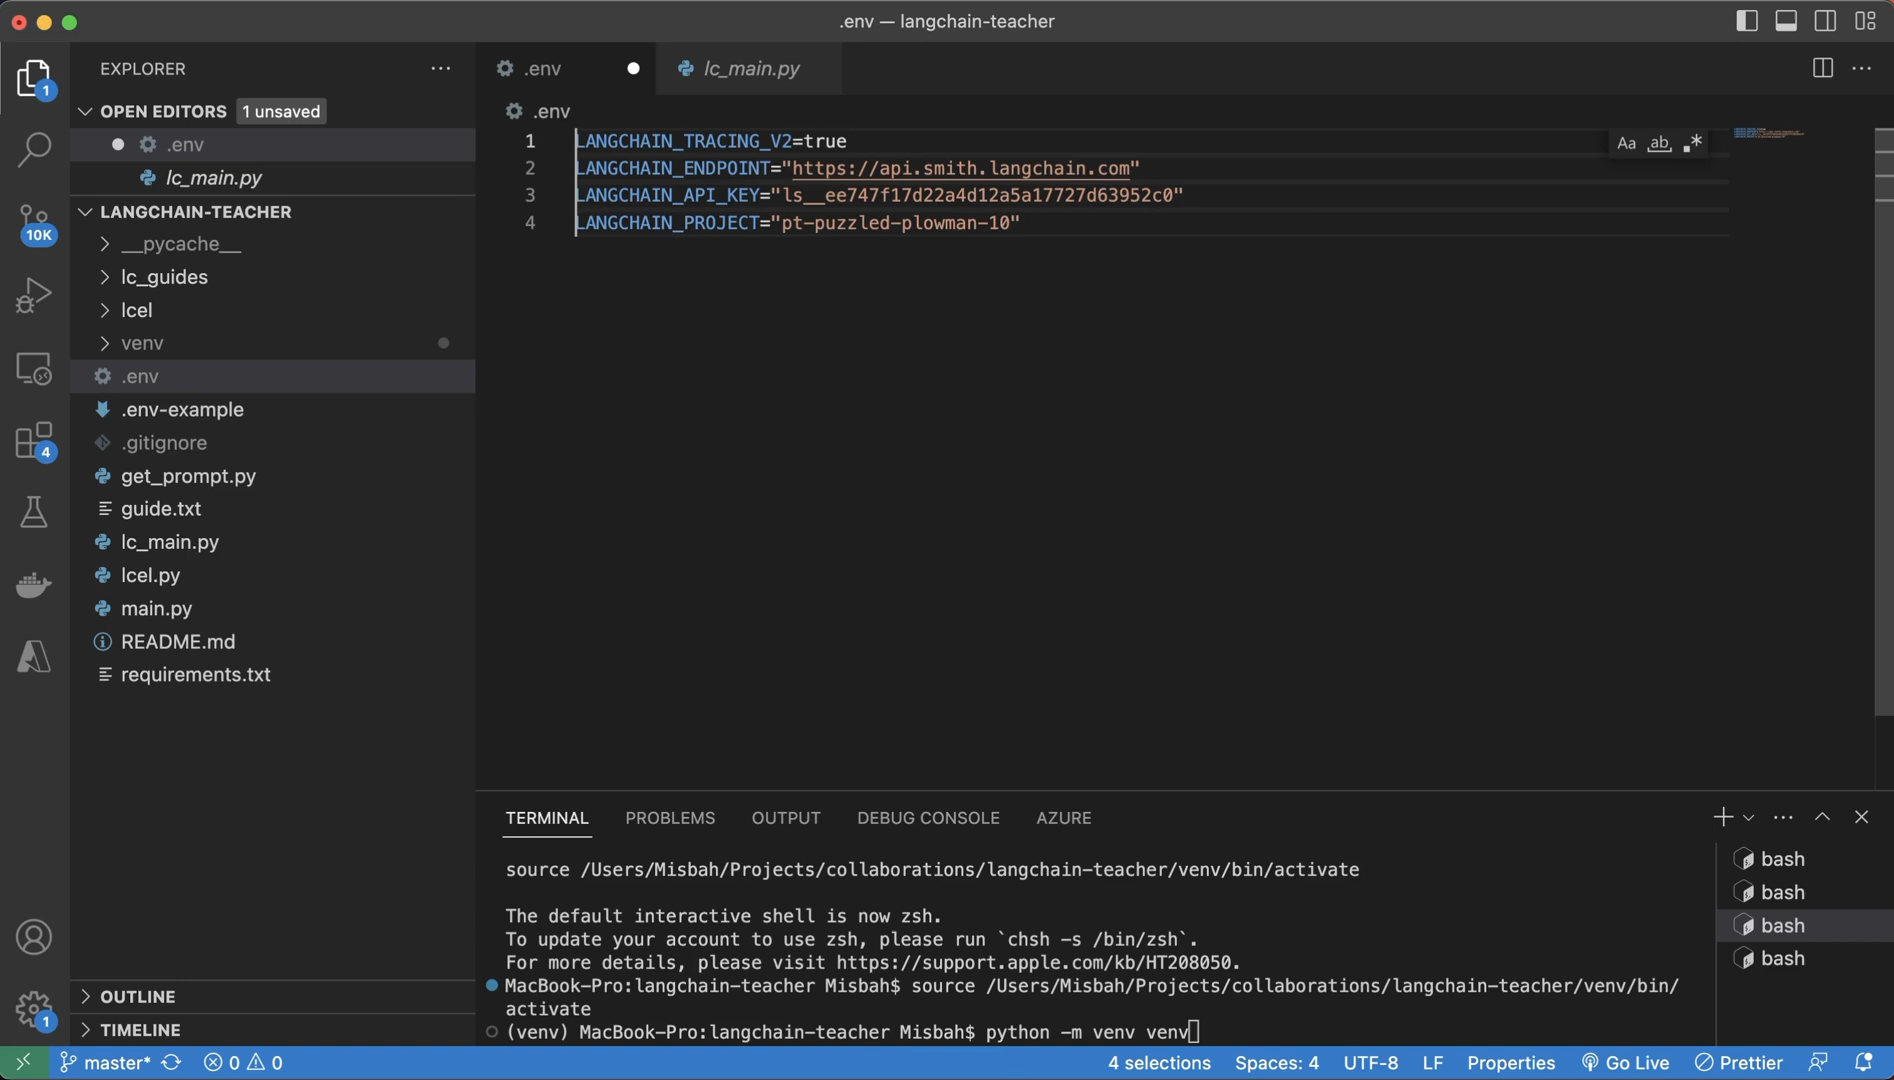 .env — langchain-teacher
EXPLORER
OPEN EDITORS 1 unsaved
.env
lc_main.py
LANGCHAIN-TEACHER
__pycache__
lc_guides
lcel
venv
.env
.env-example
.gitignore
get_prompt.py
guide.txt
lc_main.py
lcel.py
main.py
README.md
requirements.txt
OUTLINE
TIMELINE
1
10K
4
1
.env lc_main.py
.env
1 LANGCHAIN_TRACING_V2=true
2 LANGCHAIN_ENDPOINT="https://api.smith.langchain.com"
3 LANGCHAIN_API_KEY="ls__ee747f17d22a4d12a5a17727d63952c0"
4 LANGCHAIN_PROJECT="pt-puzzled-plowman-10"
Aa ab .*
TERMINAL PROBLEMS OUTPUT DEBUG CONSOLE AZURE
source /Users/Misbah/Projects/collaborations/langchain-teacher/venv/bin/activate
The default interactive shell is now zsh.
To update your account to use zsh, please run `chsh -s /bin/zsh`.
For more details, please visit https://support.apple.com/kb/HT208050.
MacBook-Pro:langchain-teacher Misbah$ source /Users/Misbah/Projects/collaborations/langchain-teacher/venv/bin/
activate
(venv) MacBook-Pro:langchain-teacher Misbah$ python -m venv venv
bash
bash
bash
bash
master* 0 0 4 selections Spaces: 4 UTF-8 LF Properties Go Live Prettier